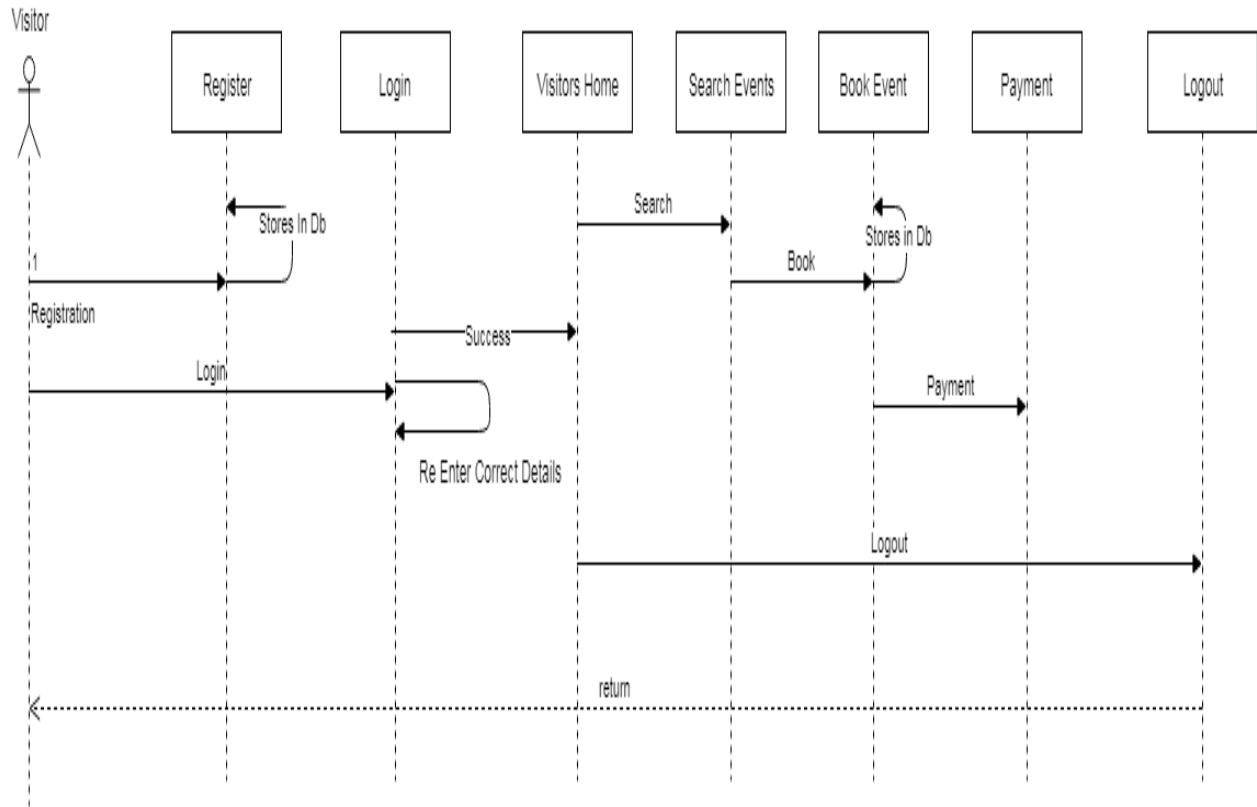 Visitor
Register
Login
Visitors Home
Search Events
Book Event
Payment
Logout
Search
Stores In Db
Stores in Db
1
Book
Registration
Success
Login
Payment
Re Enter Correct Details
Logout
return